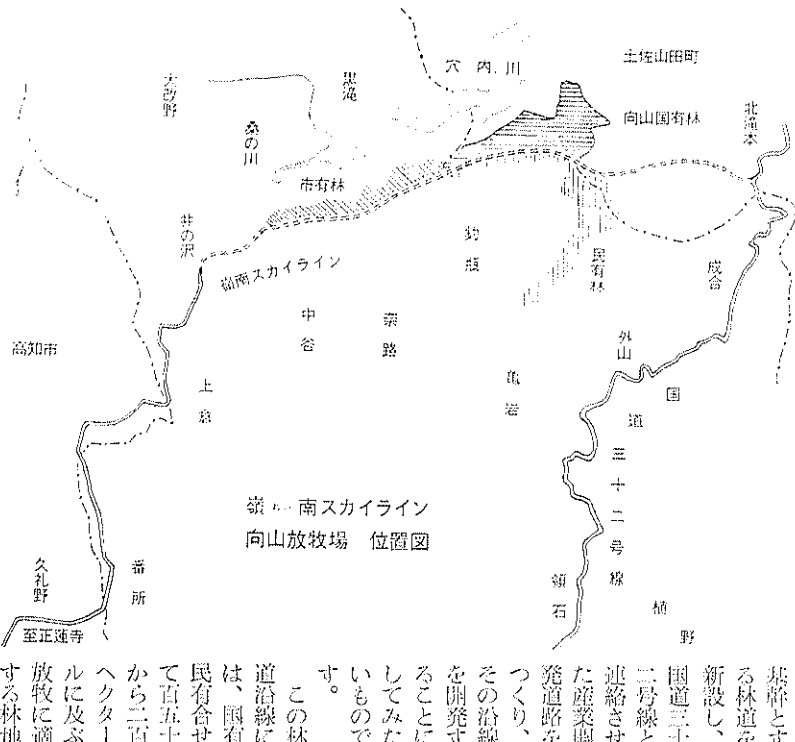 穴内川
土佐山田町
向山国有林
北滝本
黒滝
桑の川
市有林
井の沢
嶺南スカイライン
民有林
成合
外山
中谷
奈路
亀岩
高知市
上倉
国道三十二号線
領石
植野
久礼野
番所
至正蓮寺
南スカイライン
向山放牧場 位置図
基幹とす
る林道を
新設し、
国道三十
二号線と
連絡させ
た産業開
発道路を
つくり、
その沿線
を開発す
ることに
してみた
いもので
す。
この林
道沿線に
は、国有
民有合せ
て百五十
から二百
ヘクター
ルに及ぶ
放牧に適
する林地